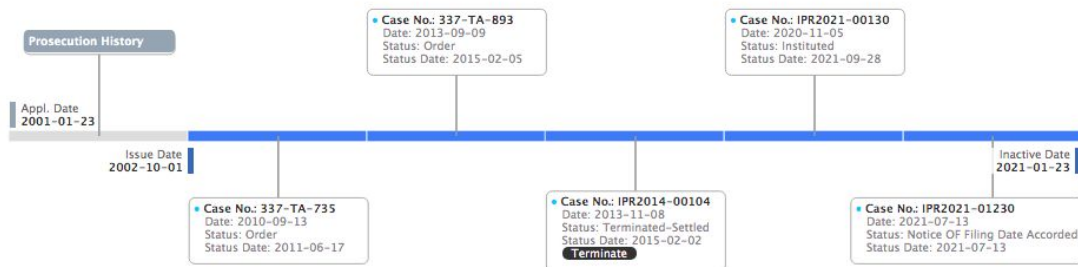 Prosecution History
Case No.: 337-TA-893
Date: 2013-09-09
Status: Order
Status Date: 2015-02-05
Case No.: IPR2021-00130
Date: 2020-11-05
Status: Instituted
Status Date: 2021-09-28
Appl. Date
2001-01-23
Issue Date
2002-10-01
Inactive Date
2021-01-23
Case No.: 337-TA-735
Date: 2010-09-13
Status: Order
Status Date: 2011-06-17
Case No.: IPR2014-00104
Date: 2013-11-08
Status: Terminated-Settled
Status Date: 2015-02-02
Terminate
Case No.: IPR2021-01230
Date: 2021-07-13
Status: Notice OF Filing Date Accorded
Status Date: 2021-07-13